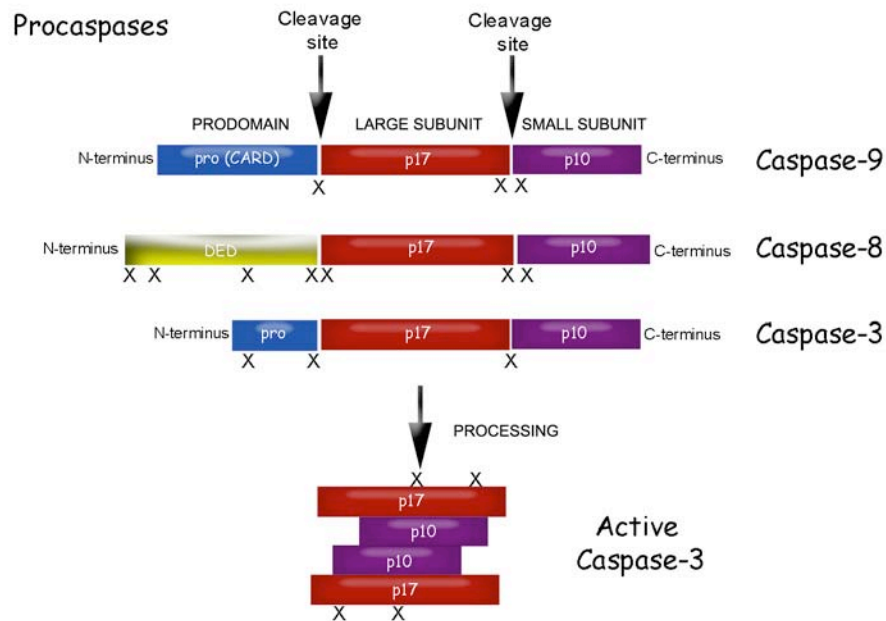 Procaspases
Cleavage
site
Cleavage
site
PRODOMAIN LARGE SUBUNIT SMALL SUBUNIT
N-terminus pro (CARD) p17 p10 C-terminus Caspase-9
X X X
N-terminus DED p17 p10 C-terminus Caspase-8
X X X X X X X
N-terminus pro p17 p10 C-terminus Caspase-3
X X X
PROCESSING
X X
p17
p10
p10
p17
X X
Active
Caspase-3